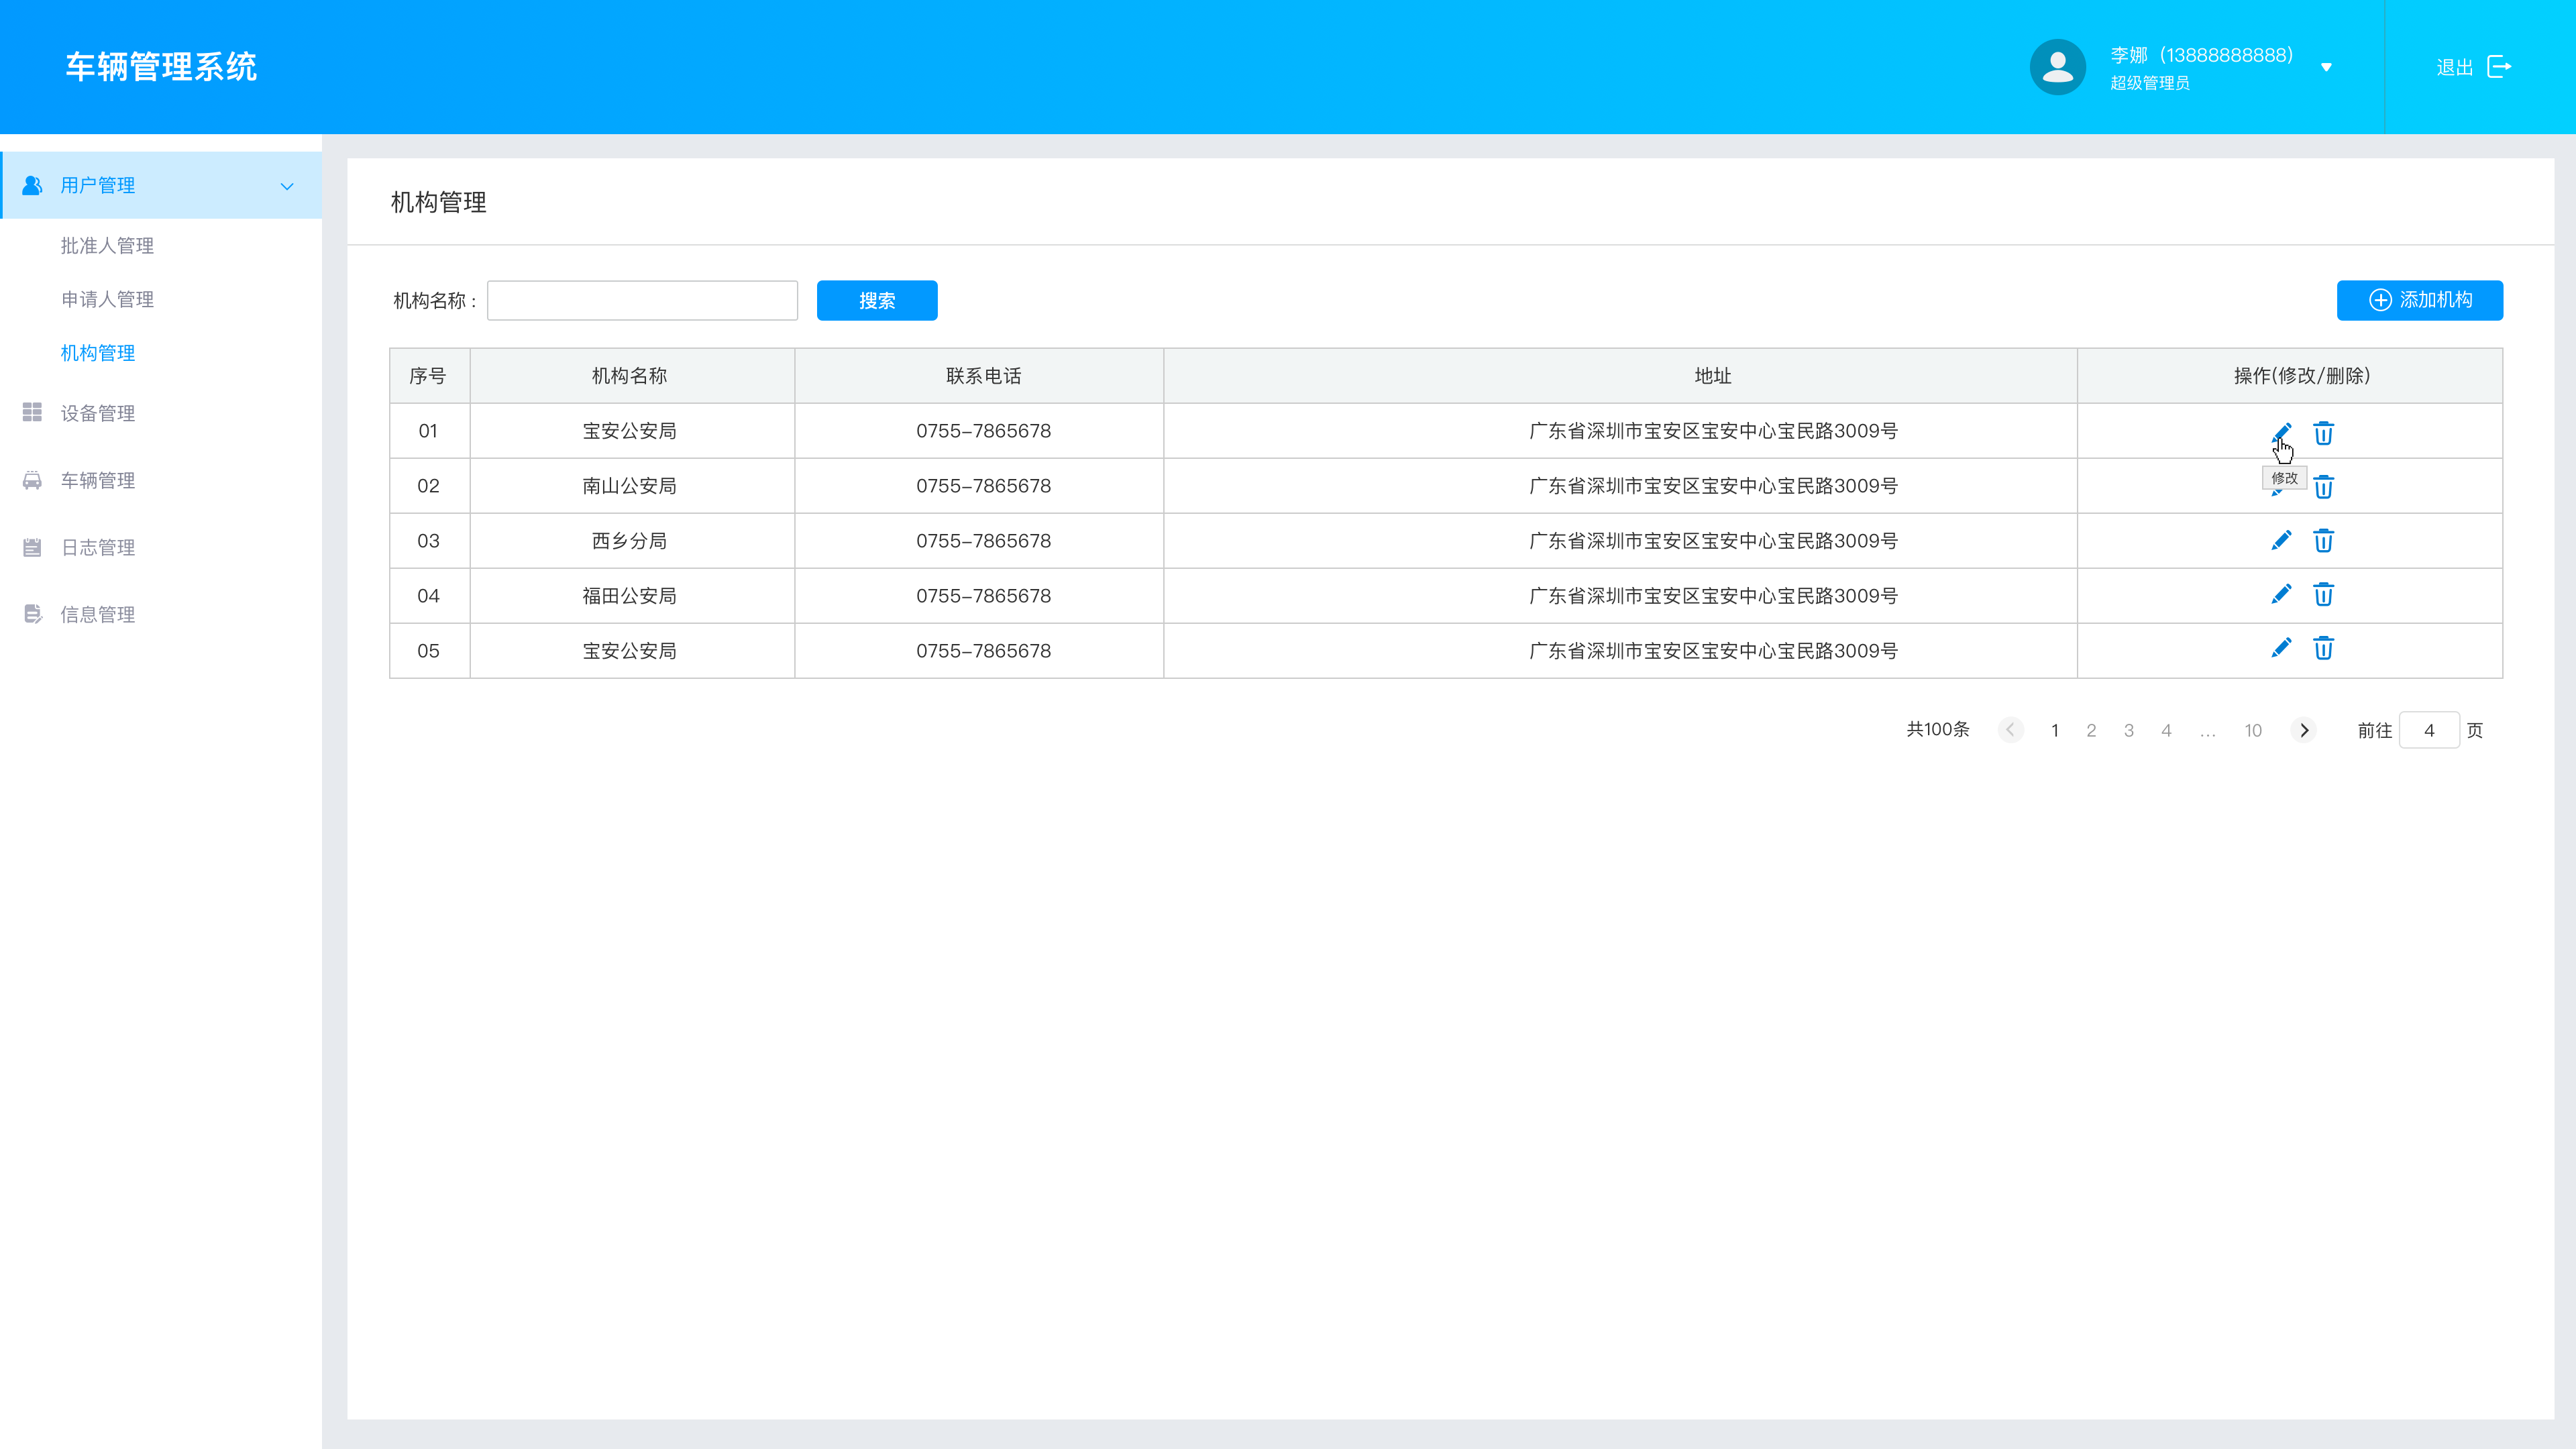 车辆管理系统
李娜（13888888888）
超级管理员
退出
用户管理
批准人管理
申请人管理
机构管理
设备管理
车辆管理
日志管理
信息管理
机构管理
机构名称： 搜索 添加机构
序号 机构名称 联系电话 地址 操作(修改/删除)
01 宝安公安局 0755-7865678 广东省深圳市宝安区宝安中心宝民路3009号
修改
02 南山公安局 0755-7865678 广东省深圳市宝安区宝安中心宝民路3009号
03 西乡分局 0755-7865678 广东省深圳市宝安区宝安中心宝民路3009号
04 福田公安局 0755-7865678 广东省深圳市宝安区宝安中心宝民路3009号
05 宝安公安局 0755-7865678 广东省深圳市宝安区宝安中心宝民路3009号
共100条 1 2 3 4 ... 10 前往 4 页